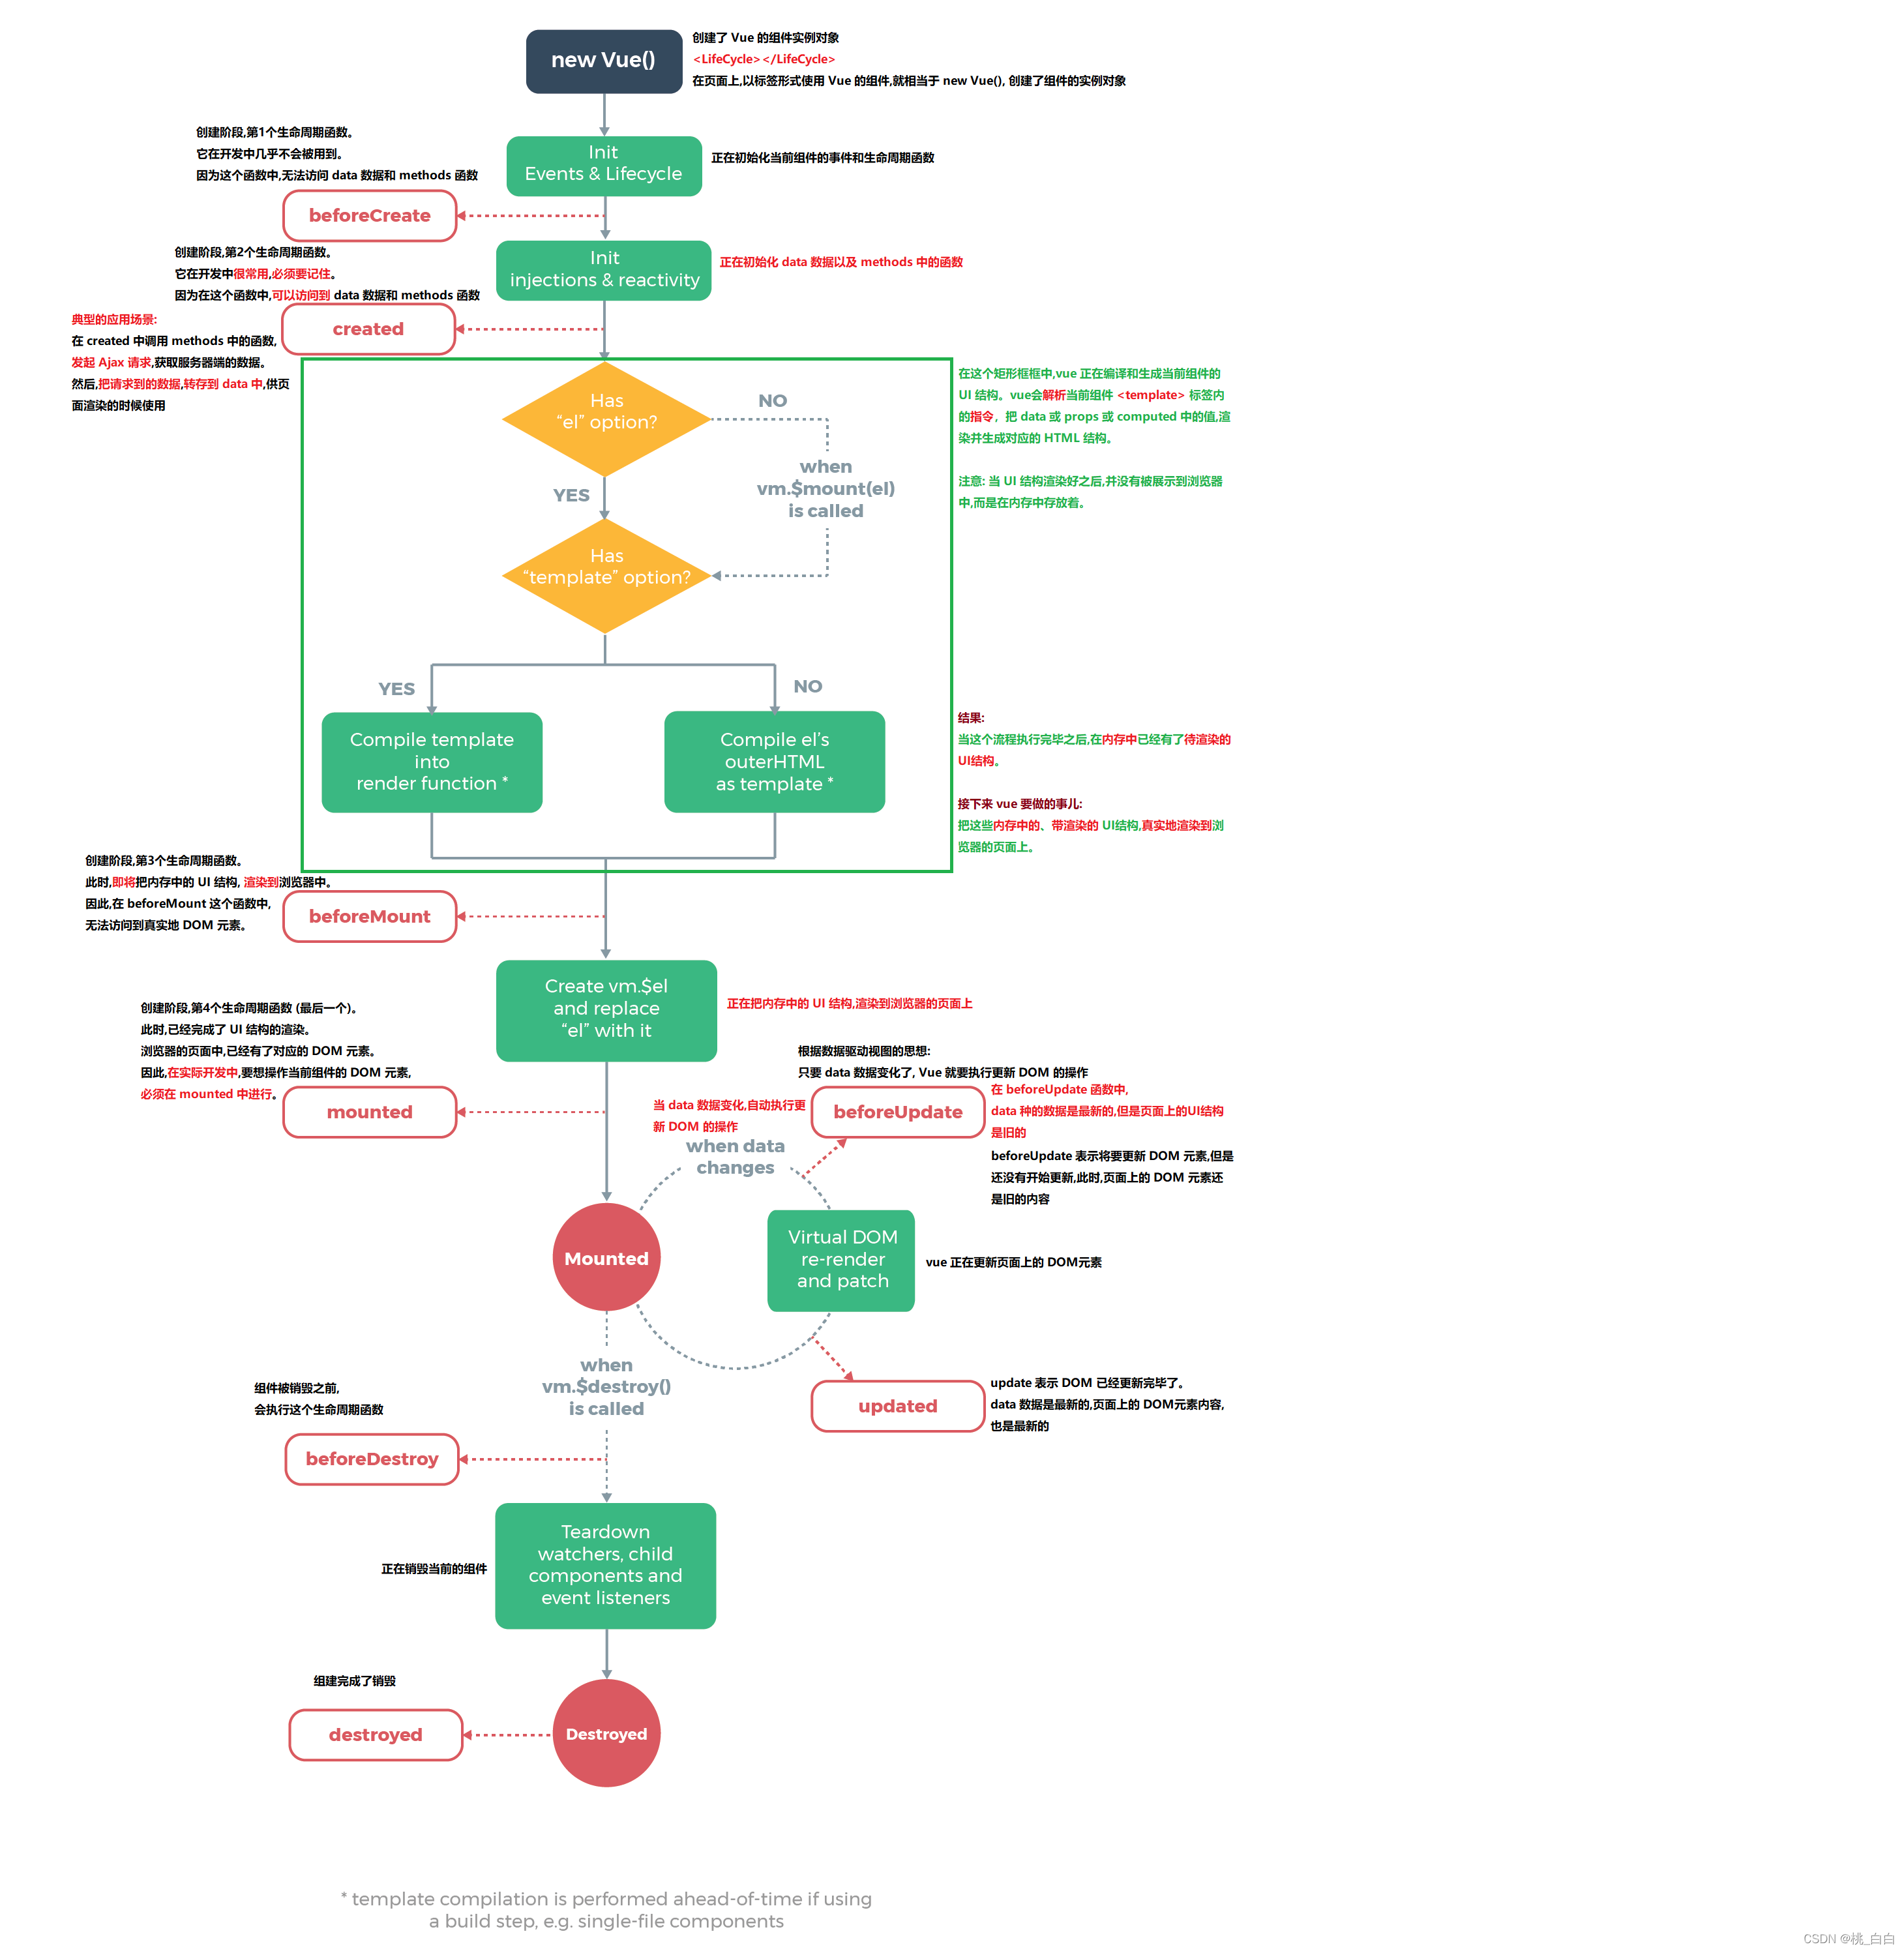 new Vue()
创建了 Vue 的组件实例对象
<LifeCycle></LifeCycle>
在页面上,以标签形式使用 Vue 的组件,就相当于 new Vue(), 创建了组件的实例对象
创建阶段,第1个生命周期函数。
它在开发中几乎不会被用到。
因为这个函数中,无法访问 data 数据和 methods 函数
Init
Events & Lifecycle
正在初始化当前组件的事件和生命周期函数
beforeCreate
创建阶段,第2个生命周期函数。
它在开发中很常用,必须要记住。
因为在这个函数中,可以访问到 data 数据和 methods 函数
Init
injections & reactivity
正在初始化 data 数据以及 methods 中的函数
created
典型的应用场景:
在 created 中调用 methods 中的函数,
发起 Ajax 请求,获取服务器端的数据。
然后,把请求到的数据,转存到 data 中,供页
面渲染的时候使用
Has
“el” option?
NO
when
vm.$mount(el)
is called
YES
Has
“template” option?
在这个矩形框框中,vue 正在编译和生成当前组件的
UI 结构。vue会解析当前组件 <template> 标签内
的指令，把 data 或 props 或 computed 中的值,渲
染并生成对应的 HTML 结构。
注意: 当 UI 结构渲染好之后,并没有被展示到浏览器
中,而是在内存中存放着。
YES
NO
Compile template
into
render function *
Compile el’s
outerHTML
as template *
结果:
当这个流程执行完毕之后,在内存中已经有了待渲染的
UI结构。
接下来 vue 要做的事儿:
把这些内存中的、带渲染的 UI结构,真实地渲染到浏
览器的页面上。
创建阶段,第3个生命周期函数。
此时,即将把内存中的 UI 结构, 渲染到浏览器中。
因此,在 beforeMount 这个函数中,
无法访问到真实地 DOM 元素。
beforeMount
Create vm.$el
and replace
“el” with it
正在把内存中的 UI 结构,渲染到浏览器的页面上
创建阶段,第4个生命周期函数 (最后一个)。
此时,已经完成了 UI 结构的渲染。
浏览器的页面中,已经有了对应的 DOM 元素。
因此,在实际开发中,要想操作当前组件的 DOM 元素,
必须在 mounted 中进行。
mounted
根据数据驱动视图的思想:
只要 data 数据变化了, Vue 就要执行更新 DOM 的操作
当 data 数据变化,自动执行更
新 DOM 的操作
when data
changes
beforeUpdate
在 beforeUpdate 函数中,
data 种的数据是最新的,但是页面上的UI结构
是旧的
beforeUpdate 表示将要更新 DOM 元素,但是
还没有开始更新,此时,页面上的 DOM 元素还
是旧的内容
Mounted
Virtual DOM
re-render
and patch
vue 正在更新页面上的 DOM元素
when
vm.$destroy()
is called
updated
update 表示 DOM 已经更新完毕了。
data 数据是最新的,页面上的 DOM元素内容,
也是最新的
组件被销毁之前,
会执行这个生命周期函数
beforeDestroy
正在销毁当前的组件
Teardown
watchers, child
components and
event listeners
组建完成了销毁
destroyed
Destroyed
* template compilation is performed ahead-of-time if using
a build step, e.g. single-file components
CSDN @桃_白白